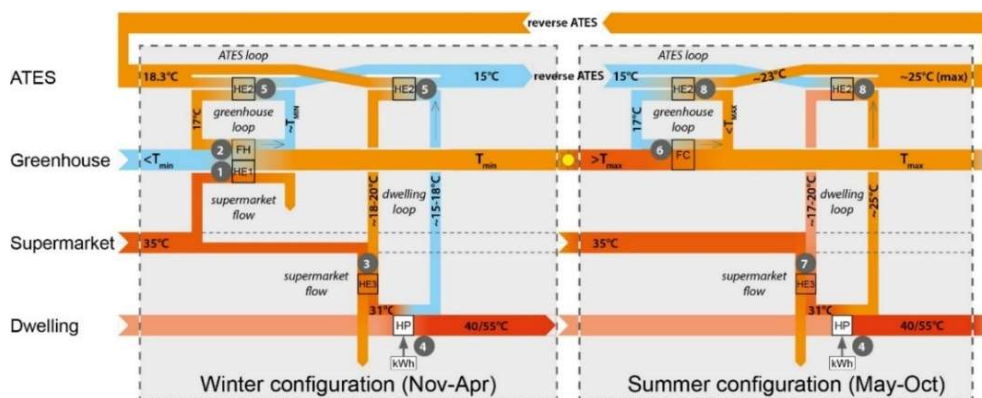 reverse ATES
ATES loop
ATES loop
ATES
18.3°C
15°C
reverse ATES
15°C
~23°C
~25°C (max)
HE2 5
HE2 5
HE2 8
HE2 8
17°C
greenhouse
loop
~TMIN
17°C
greenhouse
loop
<TMAX
2 FH
6 FC
Greenhouse
<Tmin
Tmin
>Tmax
Tmax
1 HE1
supermarket
flow
~18-20°C
dwelling
loop
~15-18°C
~17-20°C
dwelling
loop
~25°C
Supermarket
35°C
35°C
3
7
supermarket
flow
HE3
supermarket
flow
HE3
31°C
31°C
Dwelling
HP
40/55°C
HP
40/55°C
4
4
kWh
kWh
Winter configuration (Nov-Apr)
Summer configuration (May-Oct)